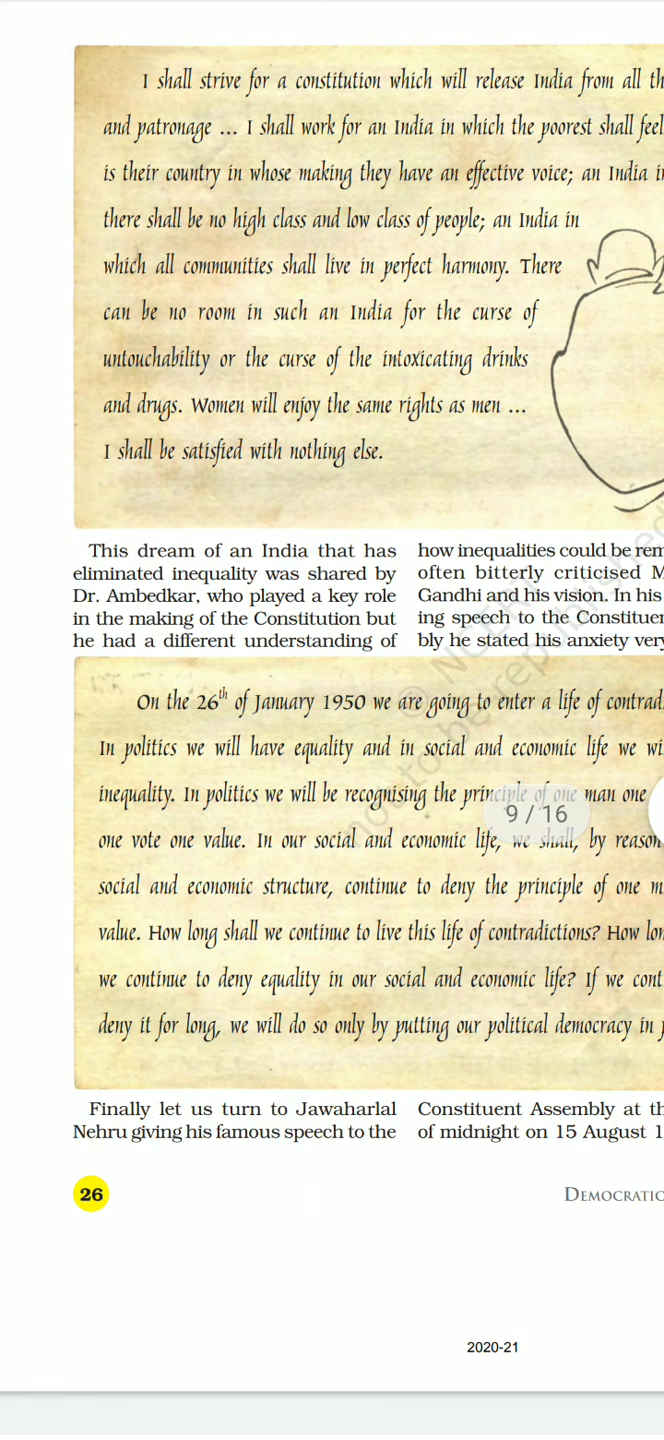 I shall strive for a constitution which will release India from all th
and patronage ... I shall work for an India in which the poorest shall feel
is their country in whose making they have an effective voice; an India i
there shall be no high class and low class of people; an India in
which all communities shall live in perfect harmony. There
can be no room in such an India for the curse of
untouchability or the curse of the intoxicating drinks
and drugs. Women will enjoy the same rights as men ...
I shall be satisfied with nothing else.
This dream of an India that has
eliminated inequality was shared by
Dr. Ambedkar, who played a key role
in the making of the Constitution but
he had a different understanding of
how inequalities could be rem
often bitterly criticised M
Gandhi and his vision. In his
ing speech to the Constituen
bly he stated his anxiety very
On the 26th of January 1950 we are going to enter a life of contrad
In politics we will have equality and in social and economic life we wi
inequality. In politics we will be recognising the principle of one man one
one vote one value. In our social and economic life, we shall, by reason
social and economic structure, continue to deny the principle of one m
value. How long shall we continue to live this life of contradictions? How lon
we continue to deny equality in our social and economic life? If we cont
deny it for long, we will do so only by putting our political democracy in p
9 / 16
Finally let us turn to Jawaharlal
Nehru giving his famous speech to the
Constituent Assembly at th
of midnight on 15 August 1
© NCERT
not to be republished
26
DEMOCRATIC
2020-21